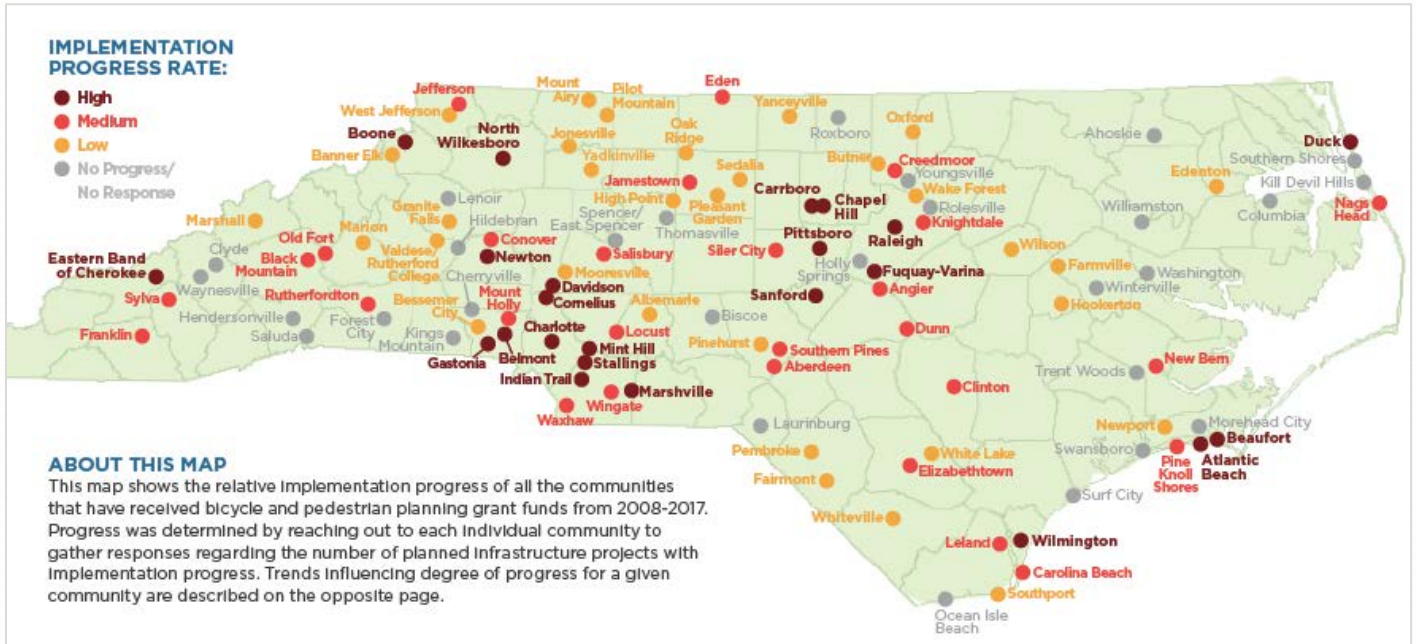 IMPLEMENTATION
PROGRESS RATE:
High
Medium
Low
No Progress/
No Response
Jefferson
West Jefferson
Boone
Banner Elk
North
Wilkesboro
Mount
Airy
Pilot
Mountain
Jonesville
Yadkinville
Eden
Oak
Ridge
Jamestown
High Point
Sedalia
Pleasant
Garden
Yanceyville
Roxboro
Oxford
Butner
Creedmoor
Youngsville
Wake Forest
Rolesville
Knightdale
Ahoskie
Duck
Southern Shores
Kill Devil Hills
Edenton
Columbia
Nags
Head
Williamston
Carrboro
Chapel
Hill
Pittsboro
Raleigh
Siler City
Holly
Springs
Fuquay-Varina
Angier
Sanford
Lenoir
Granite
Falls
Hildebran
Marshall
Marion
Valdese/
Rutherford
College
Conover
Newton
Spencer/
East Spencer
Thomasville
Salisbury
Clyde
Old Fort
Black
Mountain
Eastern Band
of Cherokee
Waynesville
Sylva
Franklin
Rutherfordton
Hendersonville
Saluda
Forest
City
Cherryville
Bessemer
City
Kings
Mountain
Mount
Holly
Gastonia
Belmont
Mooresville
Davidson
Cornelius
Charlotte
Albemarle
Locust
Mint Hill
Stallings
Indian Trail
Marshville
Wingate
Waxhaw
Biscoe
Pinehurst
Southern Pines
Aberdeen
Dunn
Clinton
Wilson
Farmville
Hookerton
Washington
Winterville
New Bern
Trent Woods
Laurinburg
Pembroke
Fairmont
White Lake
Elizabethtown
Whiteville
Newport
Morehead City
Beaufort
Atlantic
Beach
Pine
Knoll
Shores
Swansboro
Surf City
Leland
Wilmington
Carolina Beach
Southport
Ocean Isle
Beach
ABOUT THIS MAP
This map shows the relative implementation progress of all the communities
that have received bicycle and pedestrian planning grant funds from 2008-2017.
Progress was determined by reaching out to each individual community to
gather responses regarding the number of planned infrastructure projects with
implementation progress. Trends influencing degree of progress for a given
community are described on the opposite page.